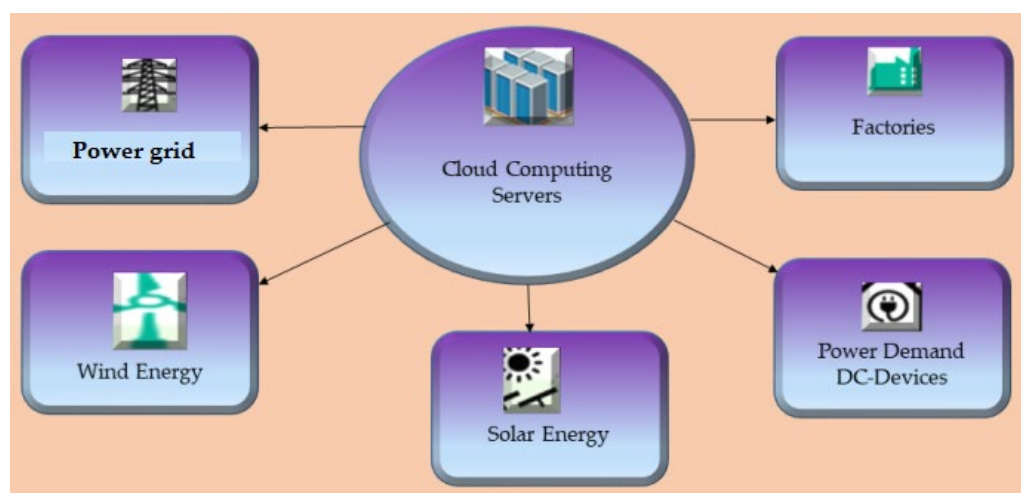 Power grid
Cloud Computing
Servers
Factories
Wind Energy
Solar Energy
Power Demand
DC-Devices